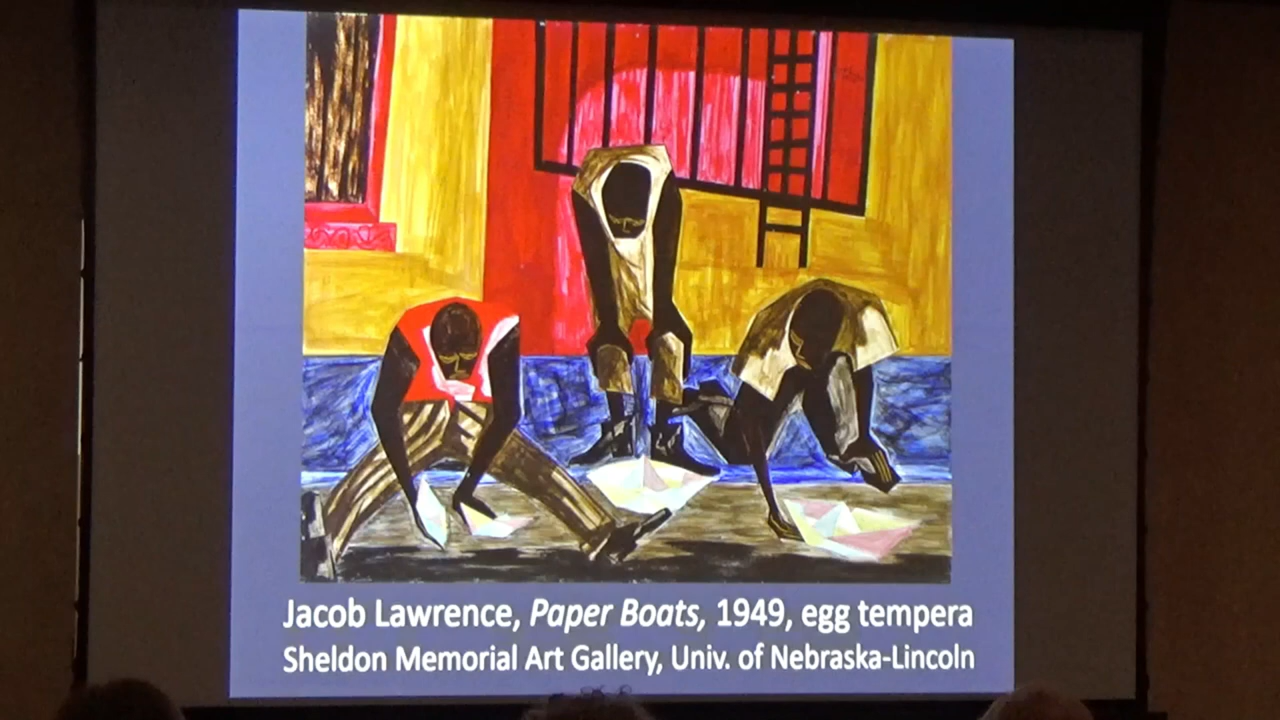 Jacob Lawrence, Paper Boats, 1949, egg tempera
Sheldon Memorial Art Gallery, Univ. of Nebraska-Lincoln